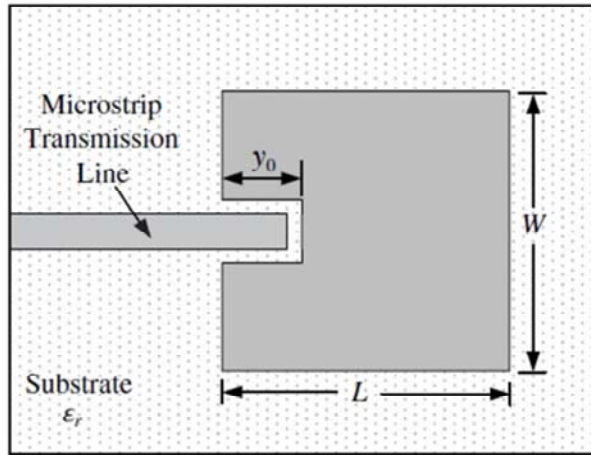 Microstrip
Transmission
Line
y₀
W
L
Substrate
εᵣ